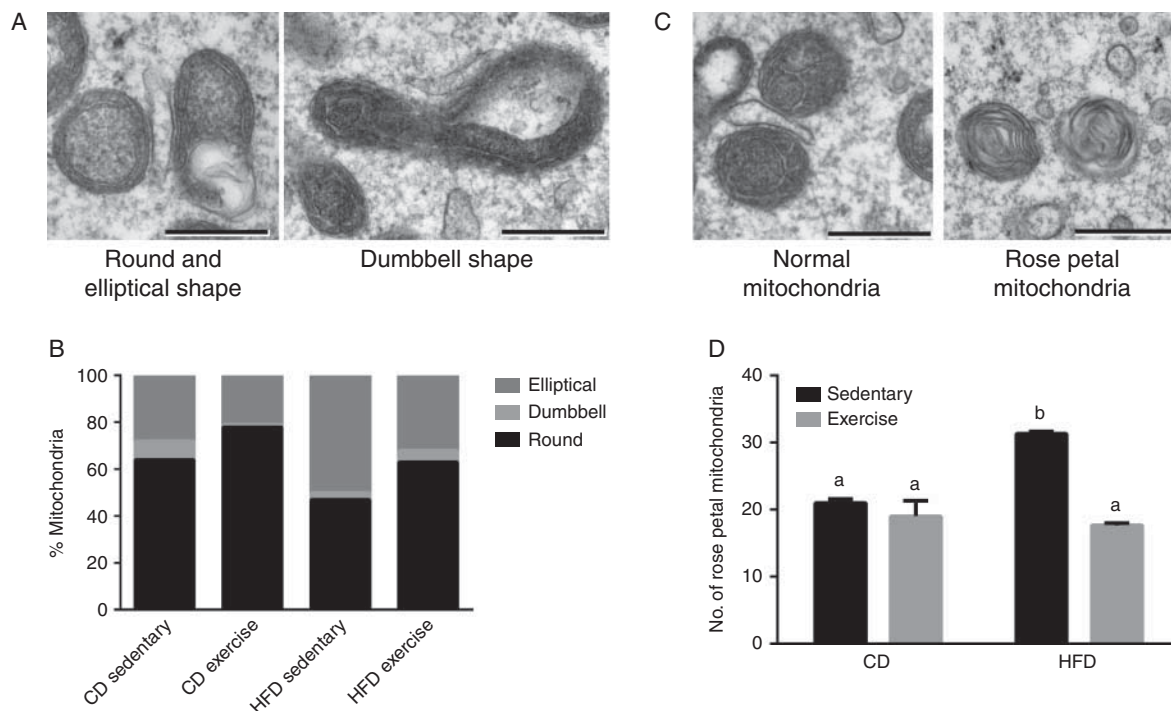 A
Round and
elliptical shape
Dumbbell shape
C
Normal
mitochondria
Rose petal
mitochondria
B
% Mitochondria
100
80
60
40
20
0
CD sedentary
CD exercise
HFD sedentary
HFD exercise
Elliptical
Dumbbell
Round
D
No. of rose petal mitochondria
40
30
20
10
0
Sedentary
Exercise
a
a
b
a
CD
HFD